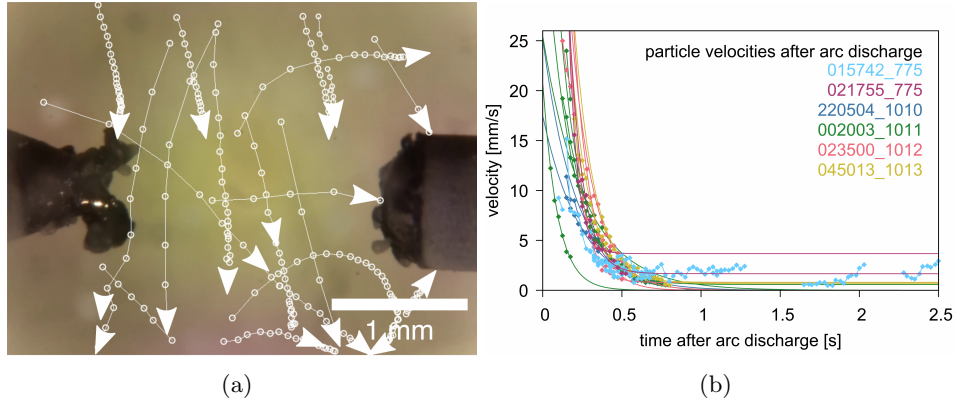 1 mm
(a)
particle velocities after arc discharge
015742_775
021755_775
220504_1010
002003_1011
023500_1012
045013_1013
velocity [mm/s]
25
20
15
10
5
0
0 0.5 1 1.5 2 2.5
time after arc discharge [s]
(b)